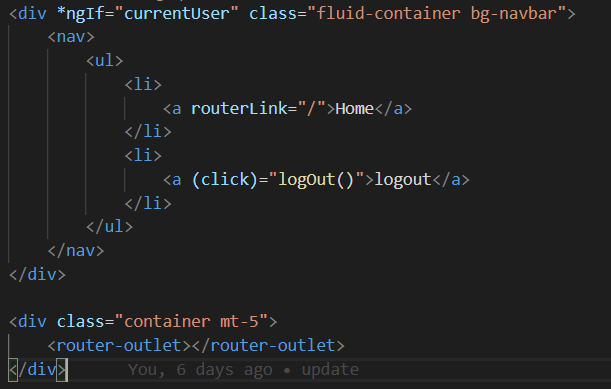 <div *ngIf="currentUser" class="fluid-container bg-navbar">
    <nav>
        <ul>
            <li>
                <a routerLink="/">Home</a>
            </li>
            <li>
                <a (click)="logOut()">logout</a>
            </li>
        </ul>
    </nav>
</div>

<div class="container mt-5">
    <router-outlet></router-outlet>
</div>      You, 6 days ago • update